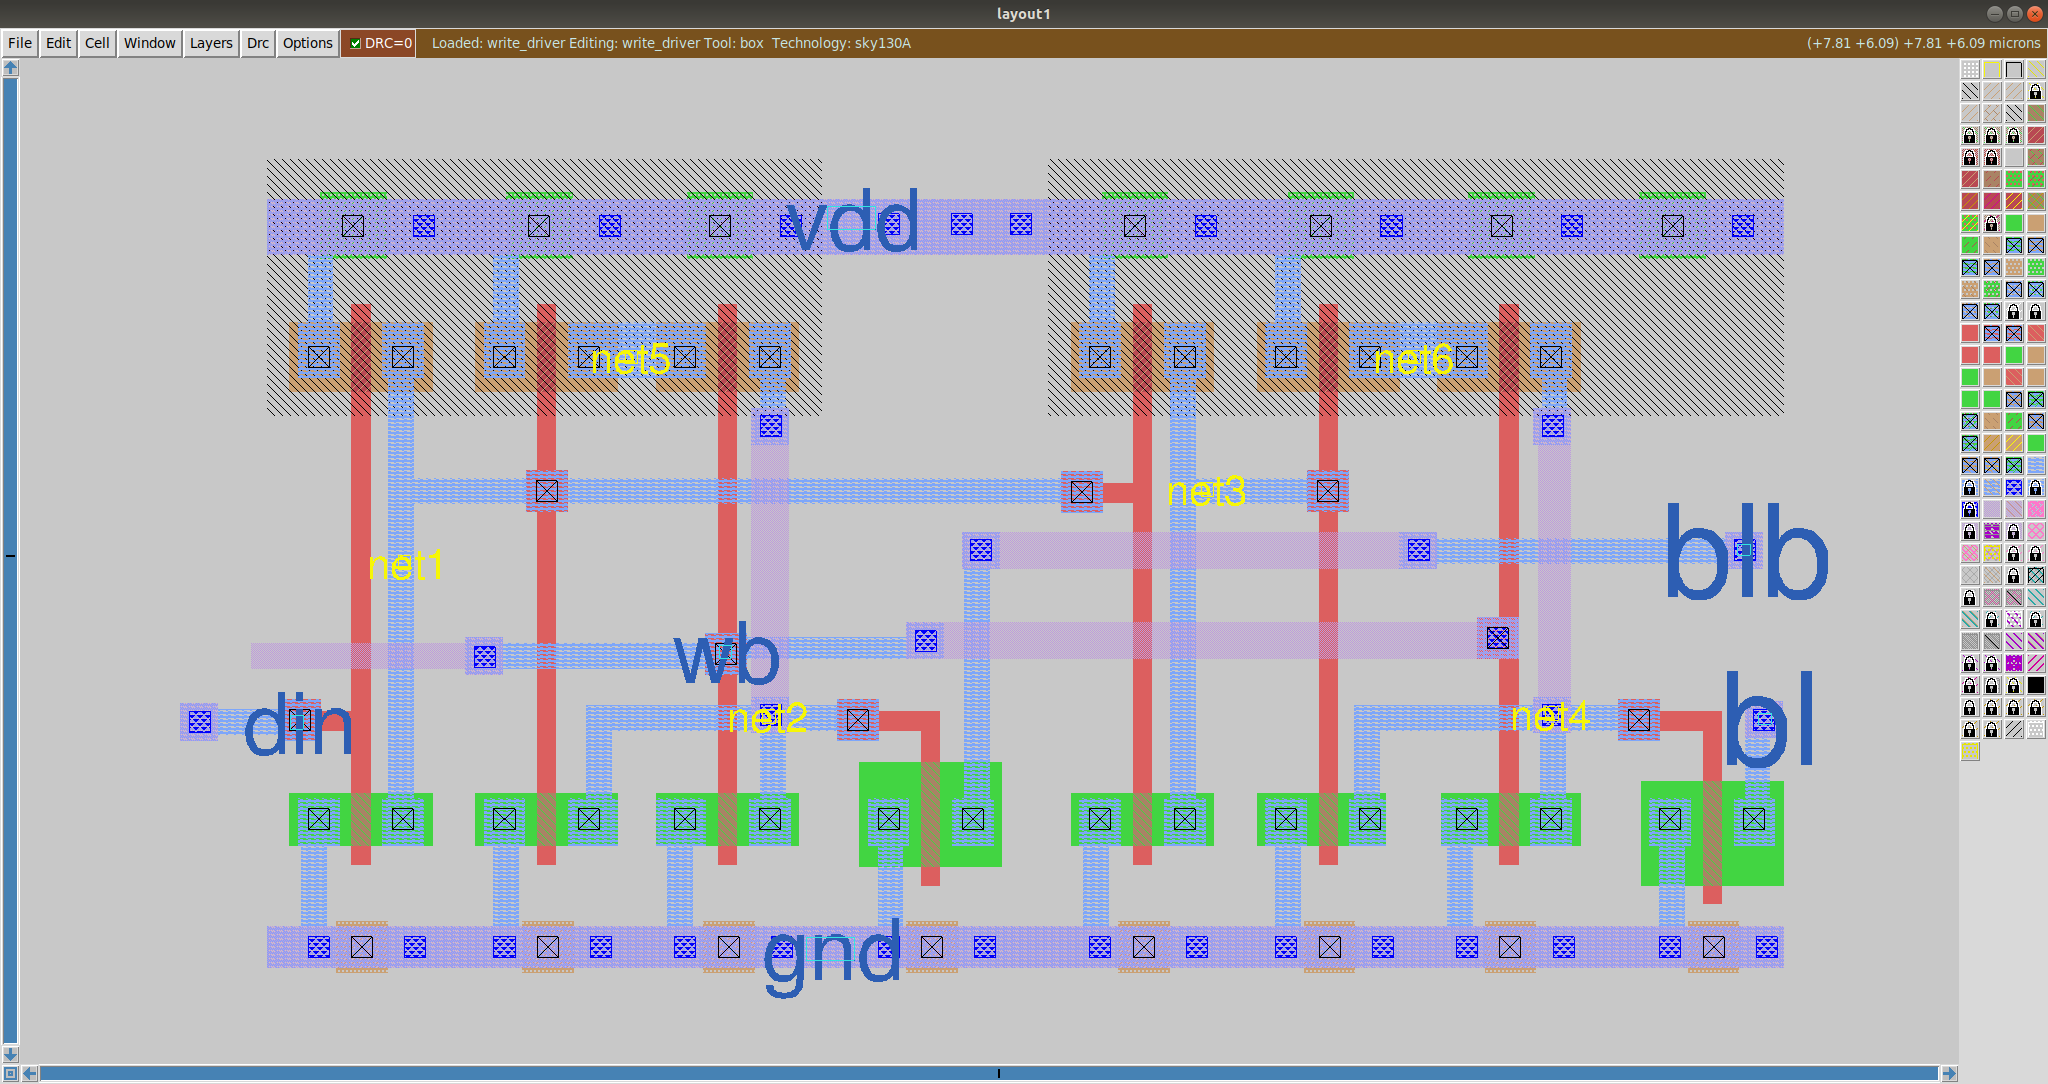 layout1
File Edit Cell Window Layers Drc Options DRC=0 Loaded: write_driver Editing: write_driver Tool: box Technology: sky130A (+7.81 +6.09) +7.81 +6.09 microns
vdd
net5 net6
net3
net1
blb
wb
din
net2 net4
bl
gnd